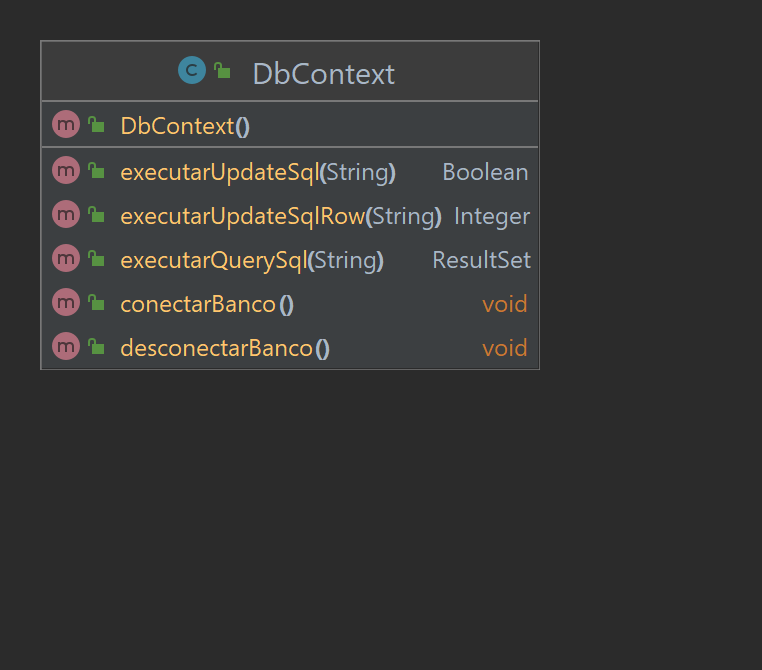 C DbContext
m DbContext()
m executarUpdateSql(String) Boolean
m executarUpdateSqlRow(String) Integer
m executarQuerySql(String) ResultSet
m conectarBanco() void
m desconectarBanco() void